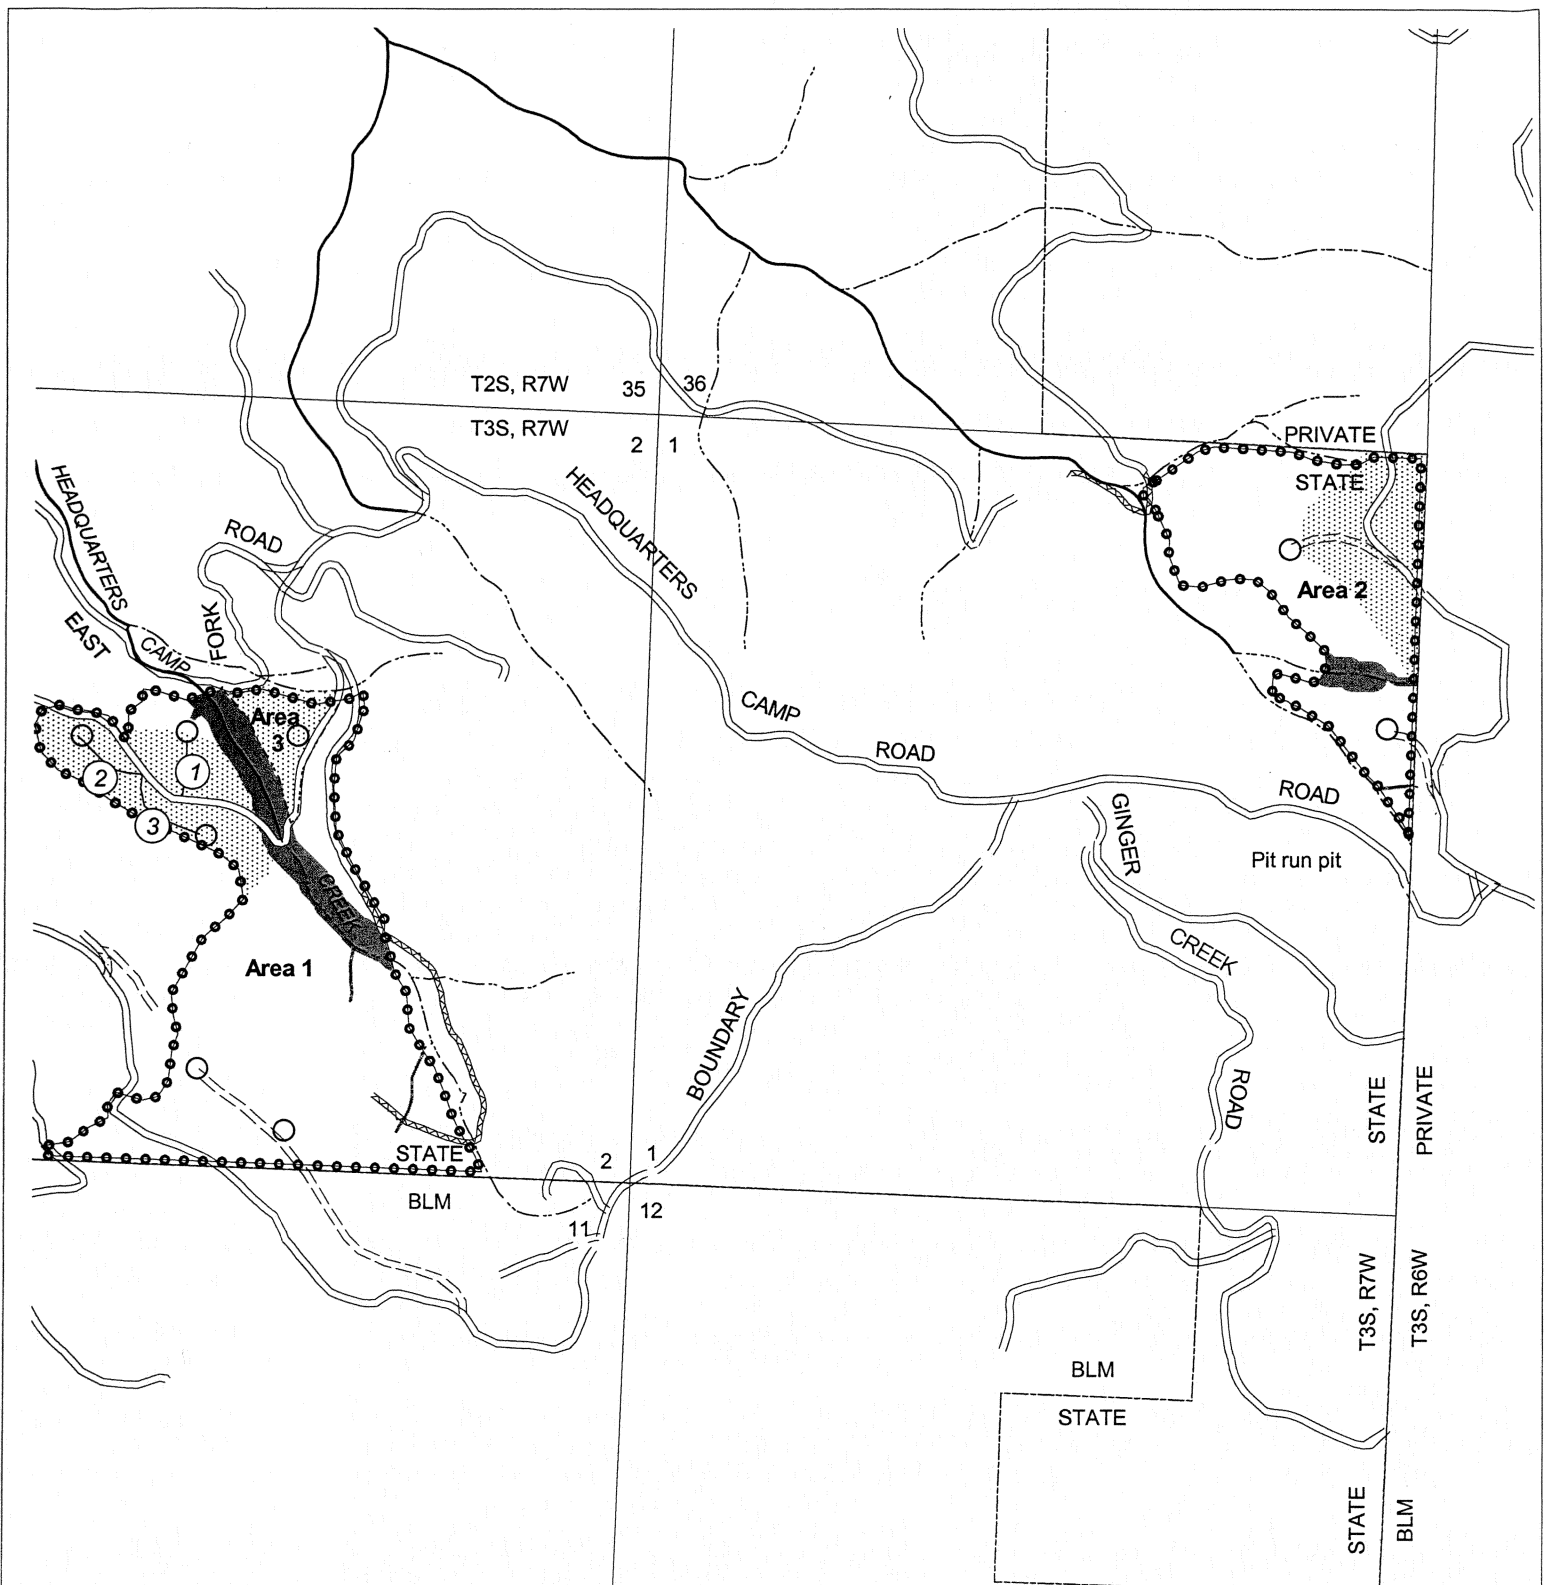 T2S, R7W
35
36
T3S, R7W
2
1
PRIVATE
STATE
HEADQUARTERS
CAMP
CREEK
EAST
FORK
ROAD
HEADQUARTERS
CAMP
ROAD
ROAD
Area 2
Area
3
1
2
3
Area 1
GINGER
CREEK
ROAD
Pit run pit
BOUNDARY
STATE
PRIVATE
STATE
BLM
2
1
11
12
T3S, R7W
T3S, R6W
BLM
STATE
STATE
BLM